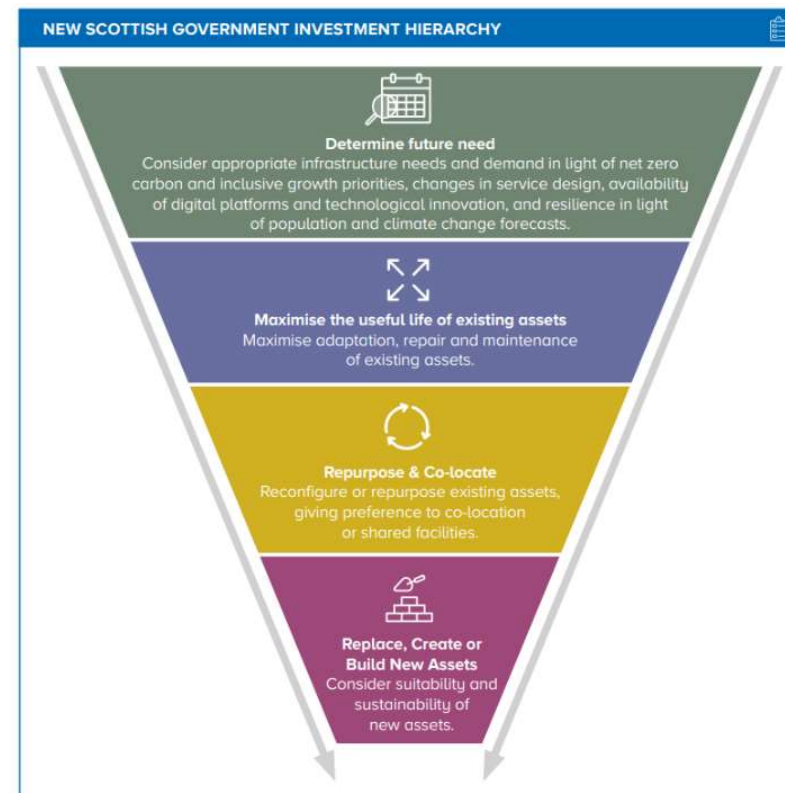 NEW SCOTTISH GOVERNMENT INVESTMENT HIERARCHY
Determine future need
Consider appropriate infrastructure needs and demand in light of net zero
carbon and inclusive growth priorities, changes in service design, availability
of digital platforms and technological innovation, and resilience in light
of population and climate change forecasts.
Maximise the useful life of existing assets
Maximise adaptation, repair and maintenance
of existing assets.
Repurpose & Co-locate
Reconfigure or repurpose existing assets,
giving preference to co-location
or shared facilities.
Replace, Create or
Build New Assets
Consider suitability and
sustainability of
new assets.